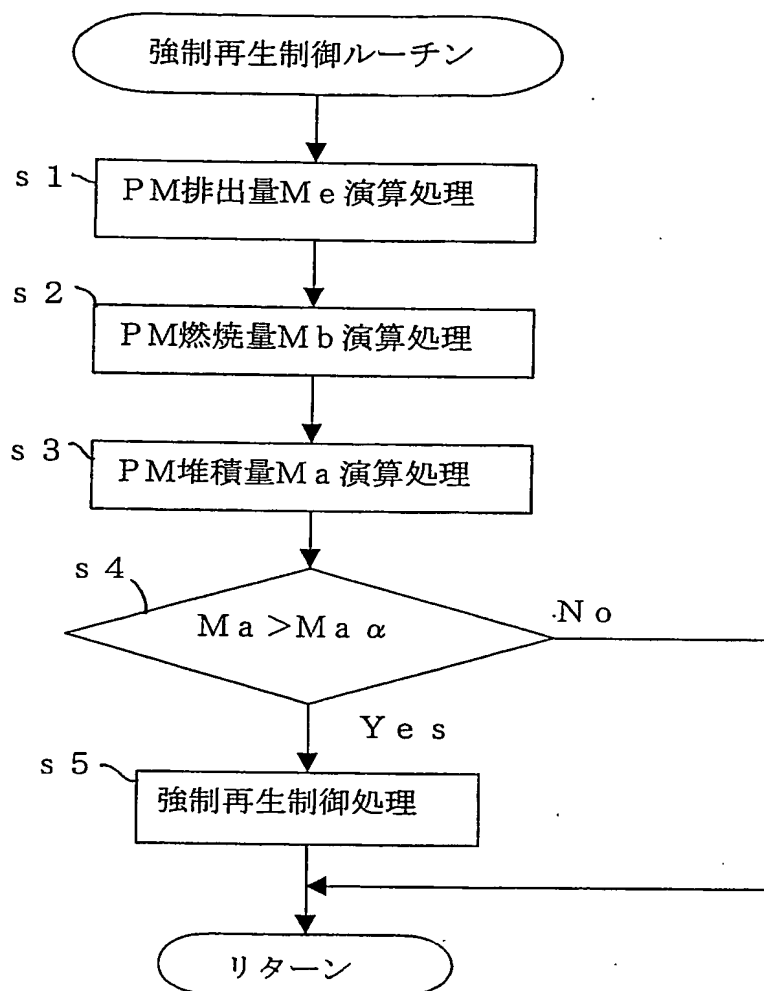 強制再生制御ルーチン
s 1
PM排出量Me演算処理
s 2
PM燃焼量Mb演算処理
s 3
PM堆積量Ma演算処理
s 4
Ma>Maα
No
Yes
s 5
強制再生制御処理
リターン